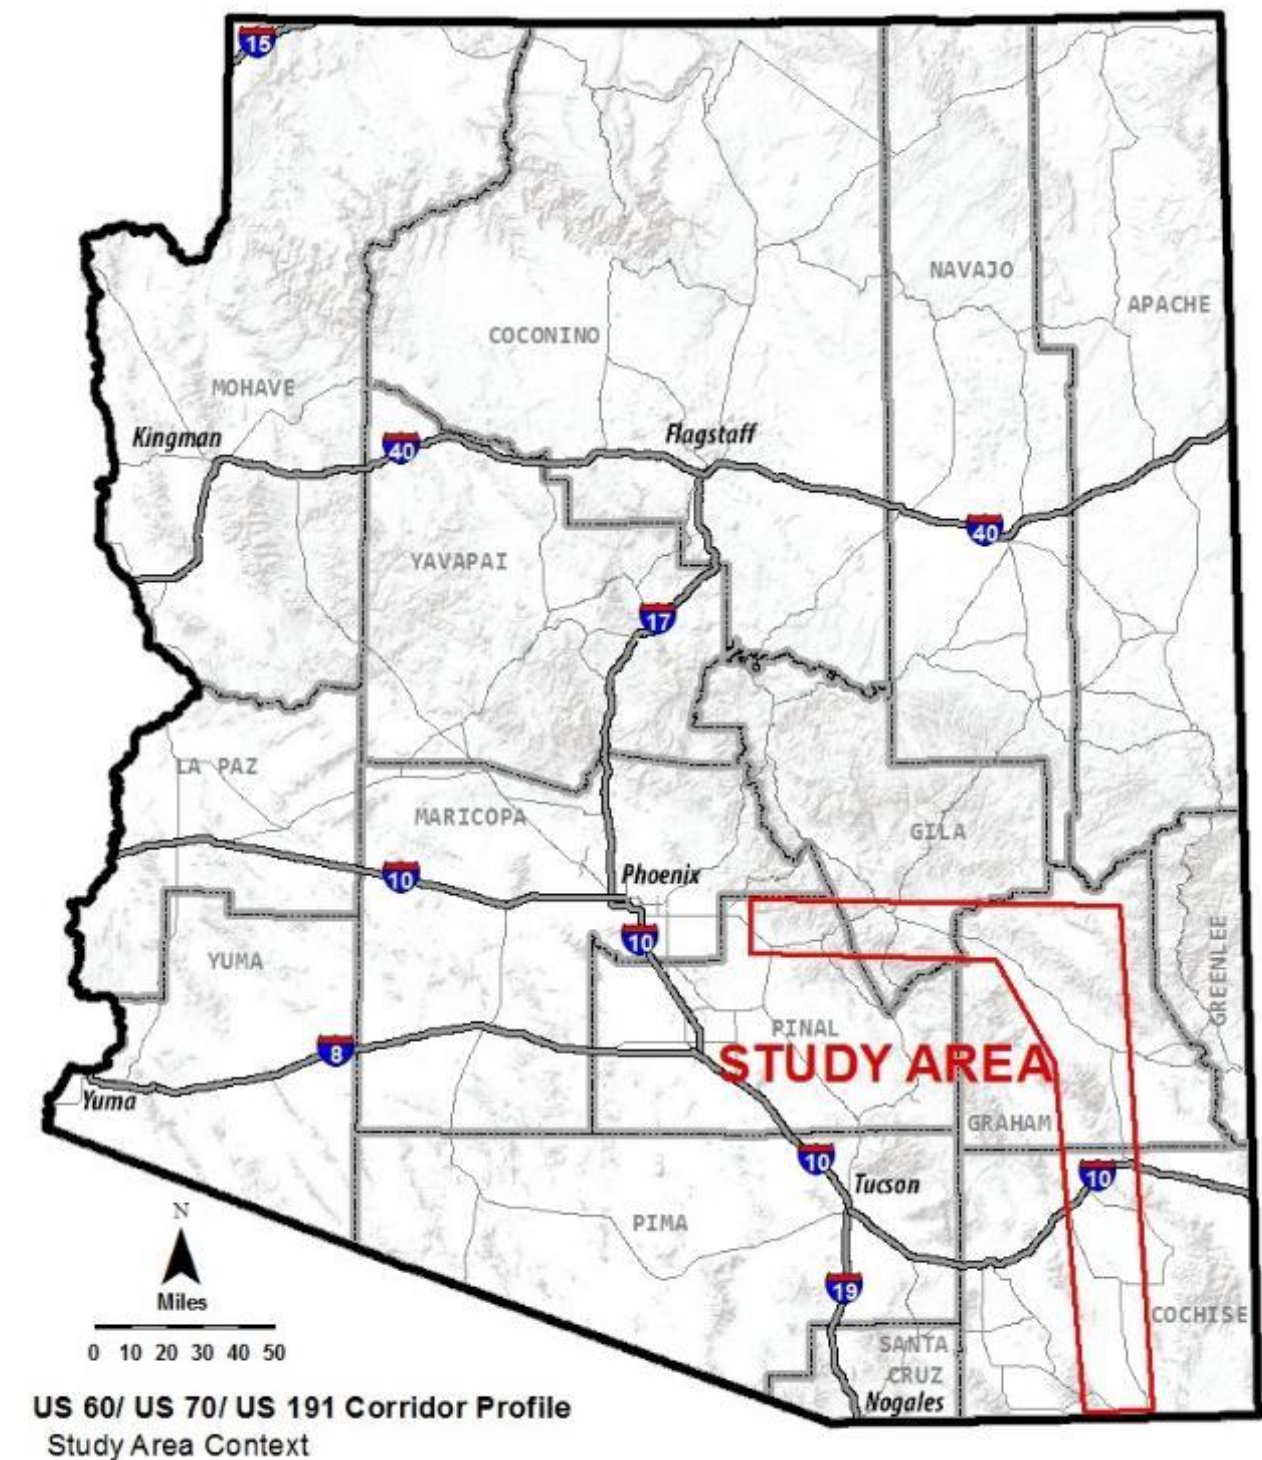 15
NAVAJO
APACHE
COCONINO
MOHAVE
Kingman
Flagstaff
40
40
YAVAPAI
17
LA PAZ
MARICOPA
GILA
Phoenix
10
10
YUMA
GREENLEE
PINAL
8
STUDY AREA
Yuma
GRAHAM
10
10
Tucson
N
PIMA
Miles
19
COCHISE
0 10 20 30 40 50
SANTA
CRUZ
Nogales
US 60/ US 70/ US 191 Corridor Profile
Study Area Context